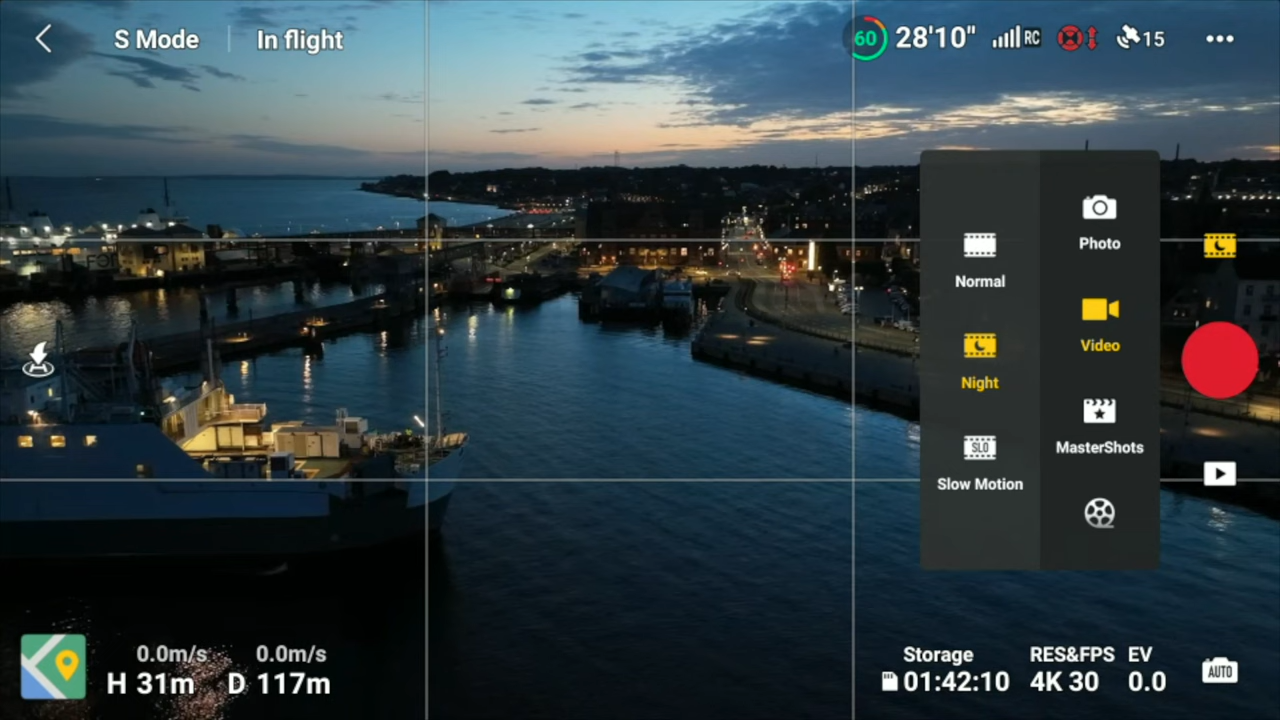 S Mode In flight
60 28'10" RC 15
Photo
Normal
Video
Night
MasterShots
SLO
Slow Motion
0.0m/s 0.0m/s
H 31m D 117m
Storage RES&FPS EV
01:42:10 4K 30 0.0
AUTO